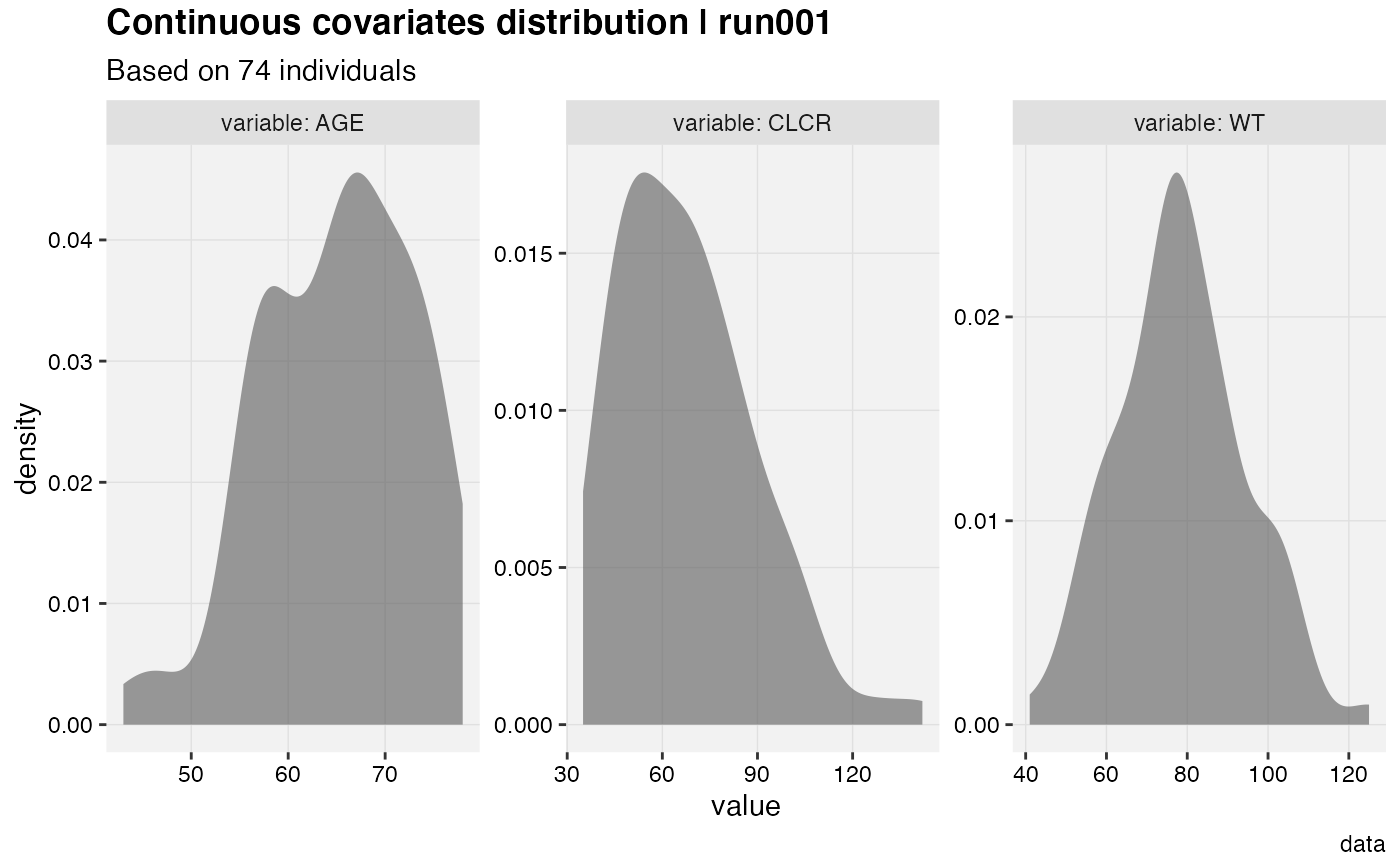 Continuous covariates distribution | run001
Based on 74 individuals
variable: AGE
variable: CLCR
variable: WT
density
0.04
0.03
0.02
0.01
0.00
0.015
0.010
0.005
0.000
0.02
0.01
0.00
50 60 70
30 60 90 120
40 60 80 100 120
value
data